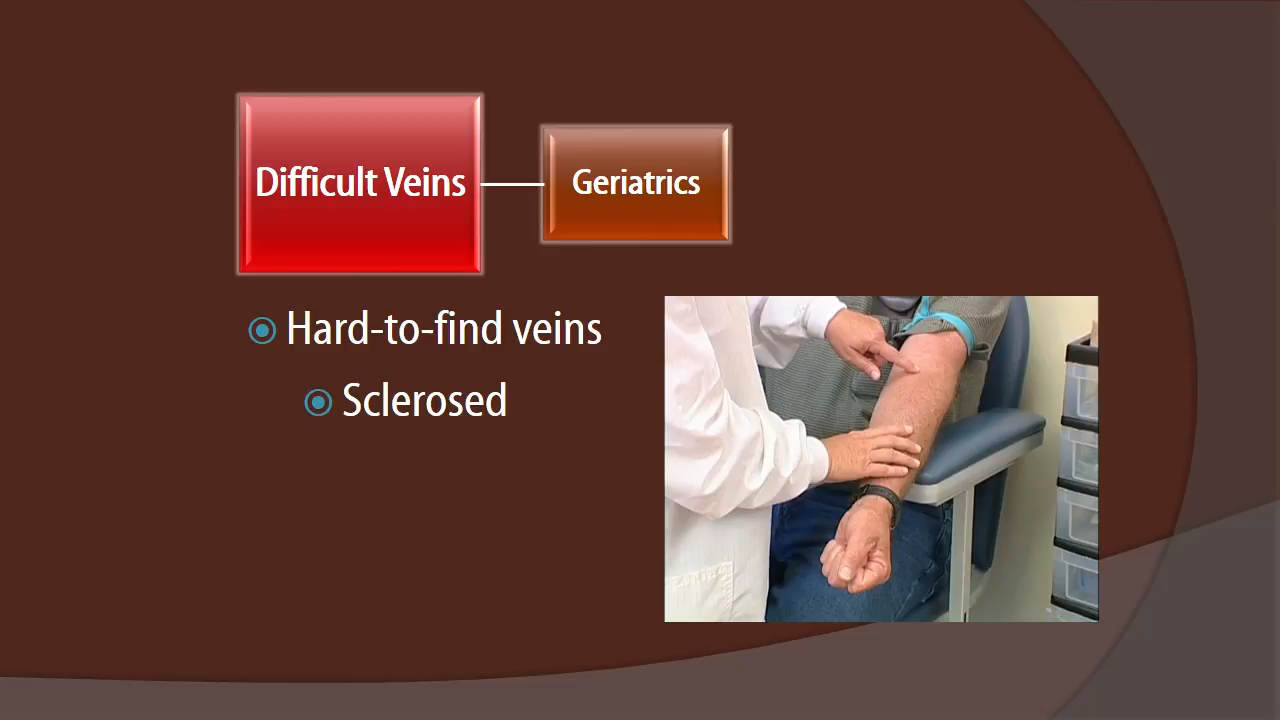 Difficult Veins
Geriatrics
Hard-to-find veins
Sclerosed